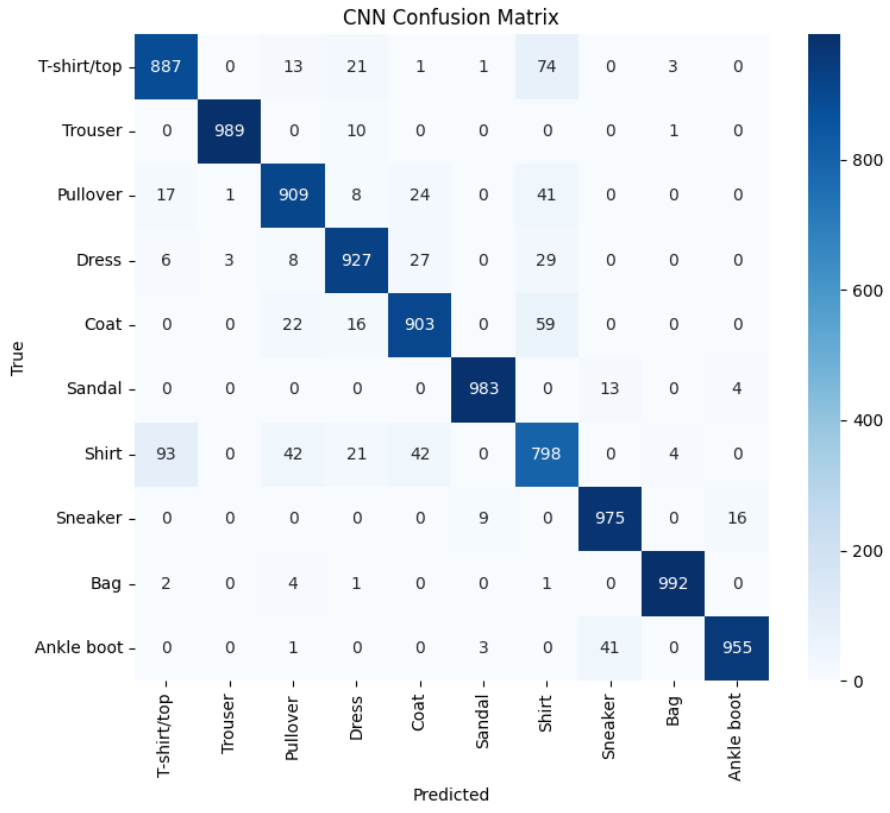 CNN Confusion Matrix
T-shirt/top 887 0 13 21 1 1 74 0 3 0
Trouser 0 989 0 10 0 0 0 0 1 0
Pullover 17 1 909 8 24 0 41 0 0 0
Dress 6 3 8 927 27 0 29 0 0 0
Coat 0 0 22 16 903 0 59 0 0 0
Sandal 0 0 0 0 0 983 0 13 0 4
Shirt 93 0 42 21 42 0 798 0 4 0
Sneaker 0 0 0 0 0 9 0 975 0 16
Bag 2 0 4 1 0 0 1 0 992 0
Ankle boot 0 0 1 0 0 3 0 41 0 955
True
T-shirt/top
Trouser
Pullover
Dress
Coat
Sandal
Shirt
Sneaker
Bag
Ankle boot
Predicted
800
600
400
200
0